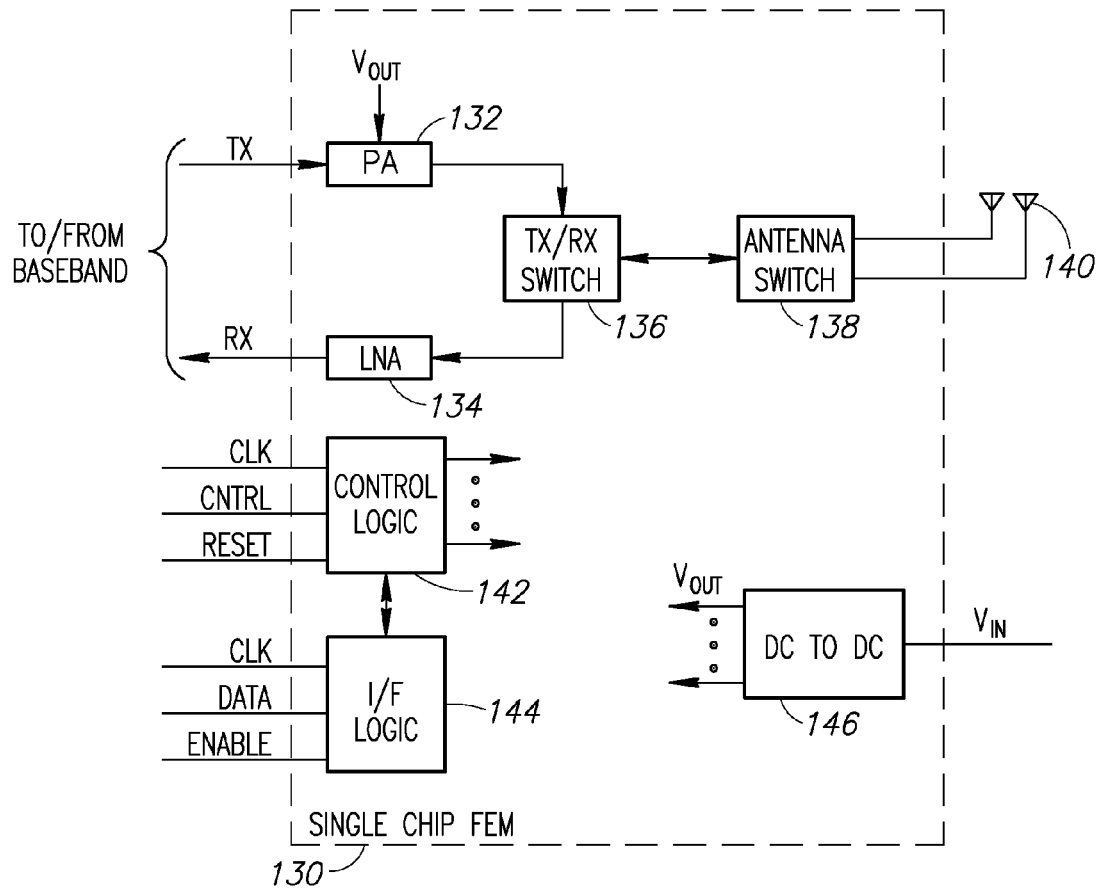 V_OUT
132
TX
PA
TO/FROM
BASEBAND
TX/RX
SWITCH
136
ANTENNA
SWITCH
138
140
RX
LNA
134
CLK
CNTRL
RESET
CONTROL
LOGIC
142
CLK
DATA
ENABLE
I/F
LOGIC
144
V_OUT
DC TO DC
146
V_IN
SINGLE CHIP FEM
130